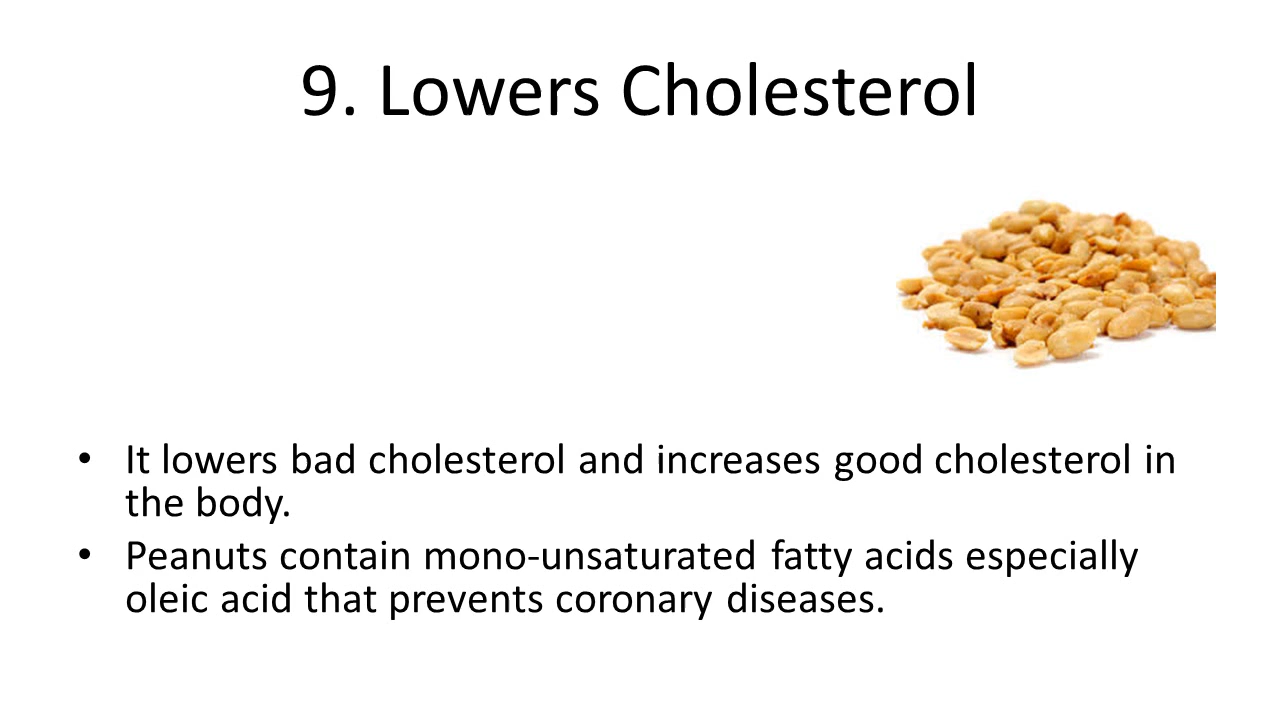 9. Lowers Cholesterol
• It lowers bad cholesterol and increases good cholesterol in
the body.
• Peanuts contain mono-unsaturated fatty acids especially
oleic acid that prevents coronary diseases.